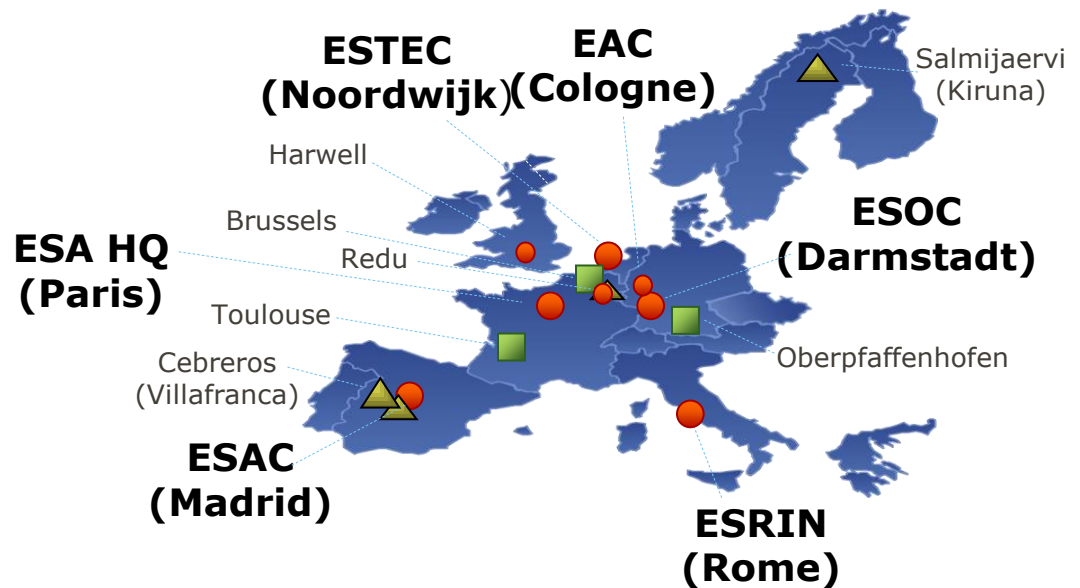 ESTEC
(Noordwijk)
EAC
(Cologne)
Salmijaervi
(Kiruna)
Harwell
Brussels
Redu
ESA HQ
(Paris)
ESOC
(Darmstadt)
Toulouse
Cebreros
(Villafranca)
Oberpfaffenhofen
ESAC
(Madrid)
ESRIN
(Rome)